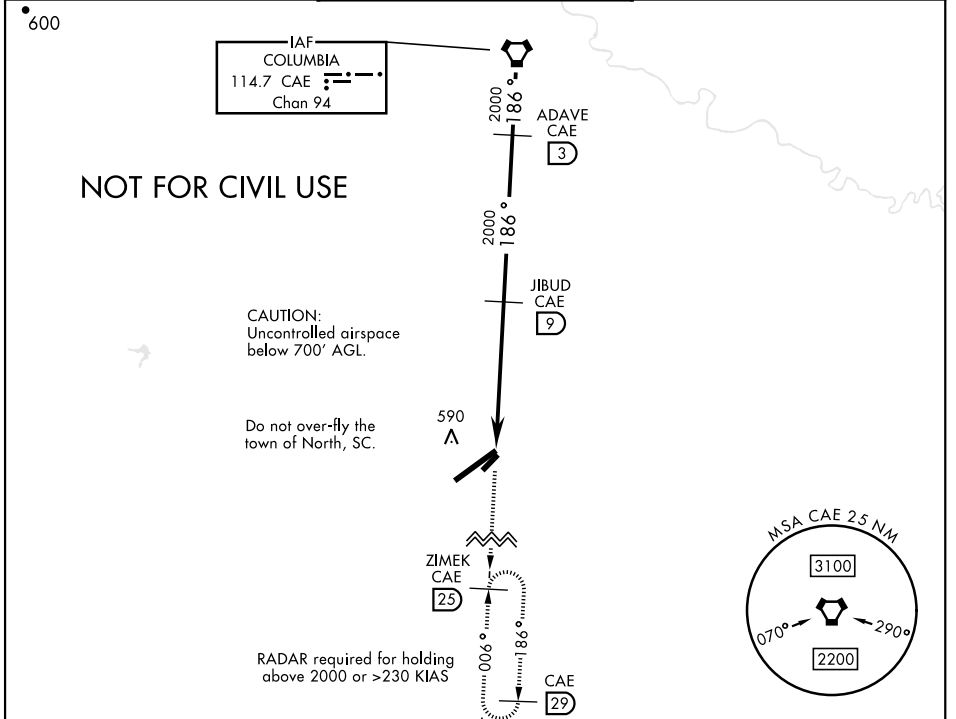 600
IAF
COLUMBIA
114.7 CAE
Chan 94
2000
186°
ADAVE
CAE
3
NOT FOR CIVIL USE
2000
186°
JIBUD
CAE
9
CAUTION:
Uncontrolled airspace
below 700' AGL.
Do not over-fly the
town of North, SC.
590
ZIMEK
CAE
25
006°
186°
RADAR required for holding
above 2000 or >230 KIAS
CAE
29
MSA CAE 25 NM
3100
070°
290°
2200